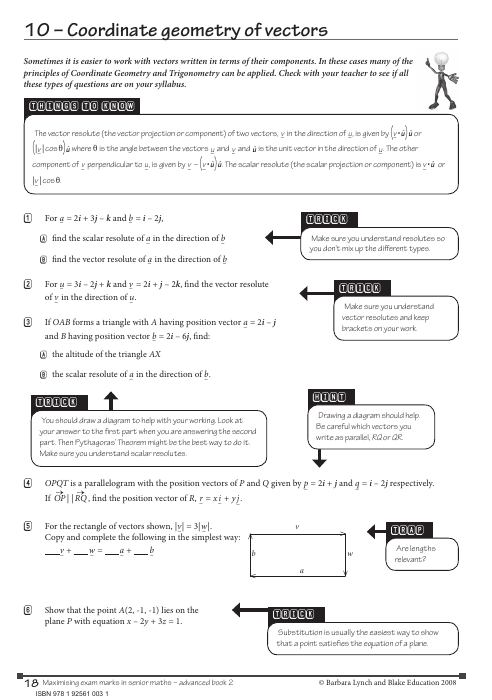 10 – Coordinate geometry of vectors
Sometimes it is easier to work with vectors written in terms of their components. In these cases many of the
principles of Coordinate Geometry and Trigonometry can be applied. Check with your teacher to see if all
these types of questions are on your syllabus.
THINGS TO KNOW
The vector resolute (the vector projection or component) of two vectors, v in the direction of u, is given by (v•û)û or
(|v|cos θ)û where θ is the angle between the vectors u and v and û is the unit vector in the direction of u. The other
component of v perpendicular to u, is given by v – (v•û)û. The scalar resolute (the scalar projection or component) is v•û or
|v|cos θ.
1 For a = 2i + 3j – k and b = i – 2j,
A find the scalar resolute of a in the direction of b
B find the vector resolute of a in the direction of b
TRICK
Make sure you understand resolutes so
you don't mix up the different types.
2 For u = 3i – 2j + k and v = 2i + j – 2k, find the vector resolute
of v in the direction of u.
TRICK
Make sure you understand
vector resolutes and keep
brackets on your work.
3 If OAB forms a triangle with A having position vector a = 2i – j
and B having position vector b = 2i – 6j, find:
A the altitude of the triangle AX
B the scalar resolute of a in the direction of b.
TRICK
You should draw a diagram to help with your working. Look at
your answer to the first part when you are answering the second
part. Then Pythagoras' Theorem might be the best way to do it.
Make sure you understand scalar resolutes.
HINT
Drawing a diagram should help.
Be careful which vectors you
write as parallel, RQ or QR.
4 OPQT is a parallelogram with the position vectors of P and Q given by p = 2i + j and q = i – 2j respectively.
If OP || RQ, find the position vector of R, r = xi + yj.
5 For the rectangle of vectors shown, |v| = 3|w|.
Copy and complete the following in the simplest way:
___v + ___w = ___a + ___b
v
b
w
a
TRAP
Are lengths
relevant?
6 Show that the point A(2, -1, -1) lies on the
plane P with equation x – 2y + 3z = 1.
TRICK
Substitution is usually the easiest way to show
that a point satisfies the equation of a plane.
18 Maximising exam marks in senior maths – advanced book 2
© Barbara Lynch and Blake Education 2008
ISBN 978 1 92561 003 1